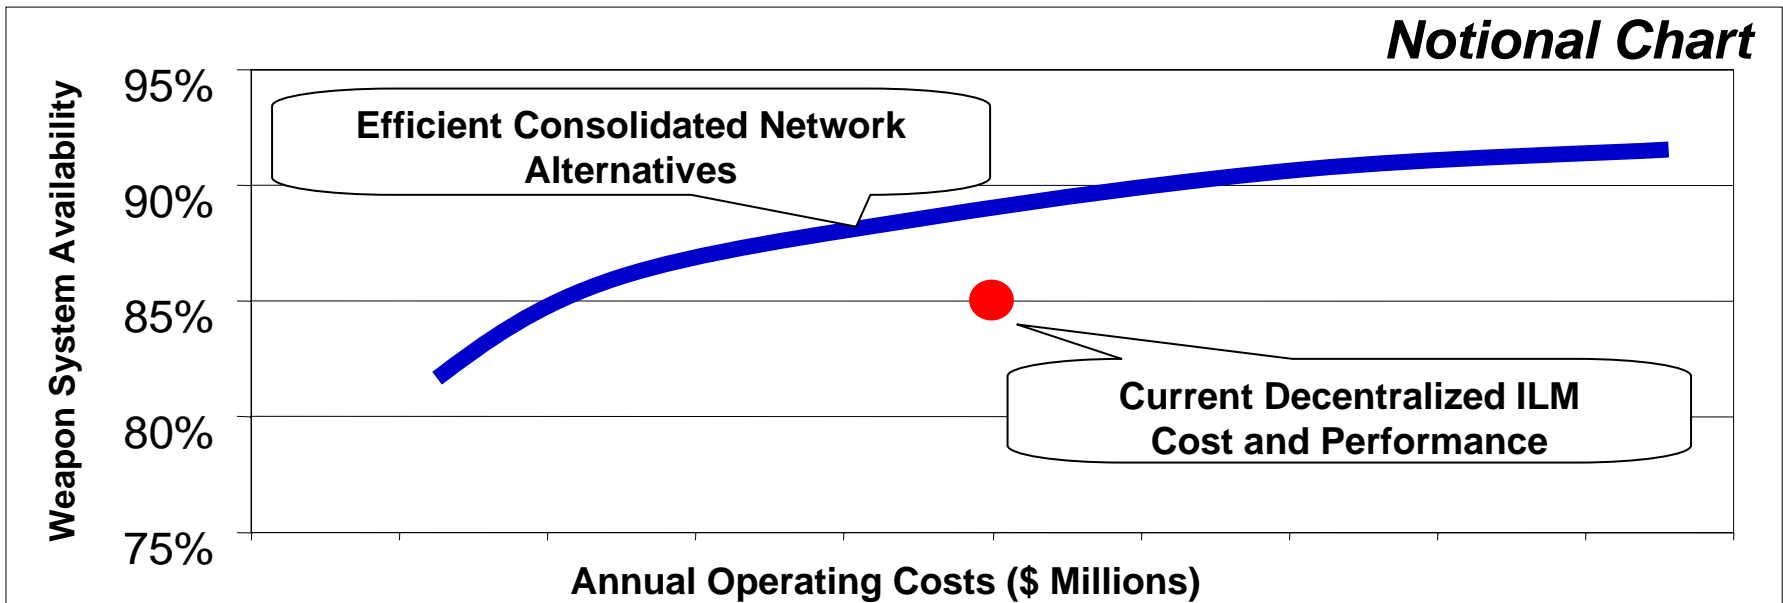 Notional Chart
Weapon System Availability
95%
90%
85%
80%
75%
Efficient Consolidated Network
Alternatives
Current Decentralized ILM
Cost and Performance
Annual Operating Costs ($ Millions)